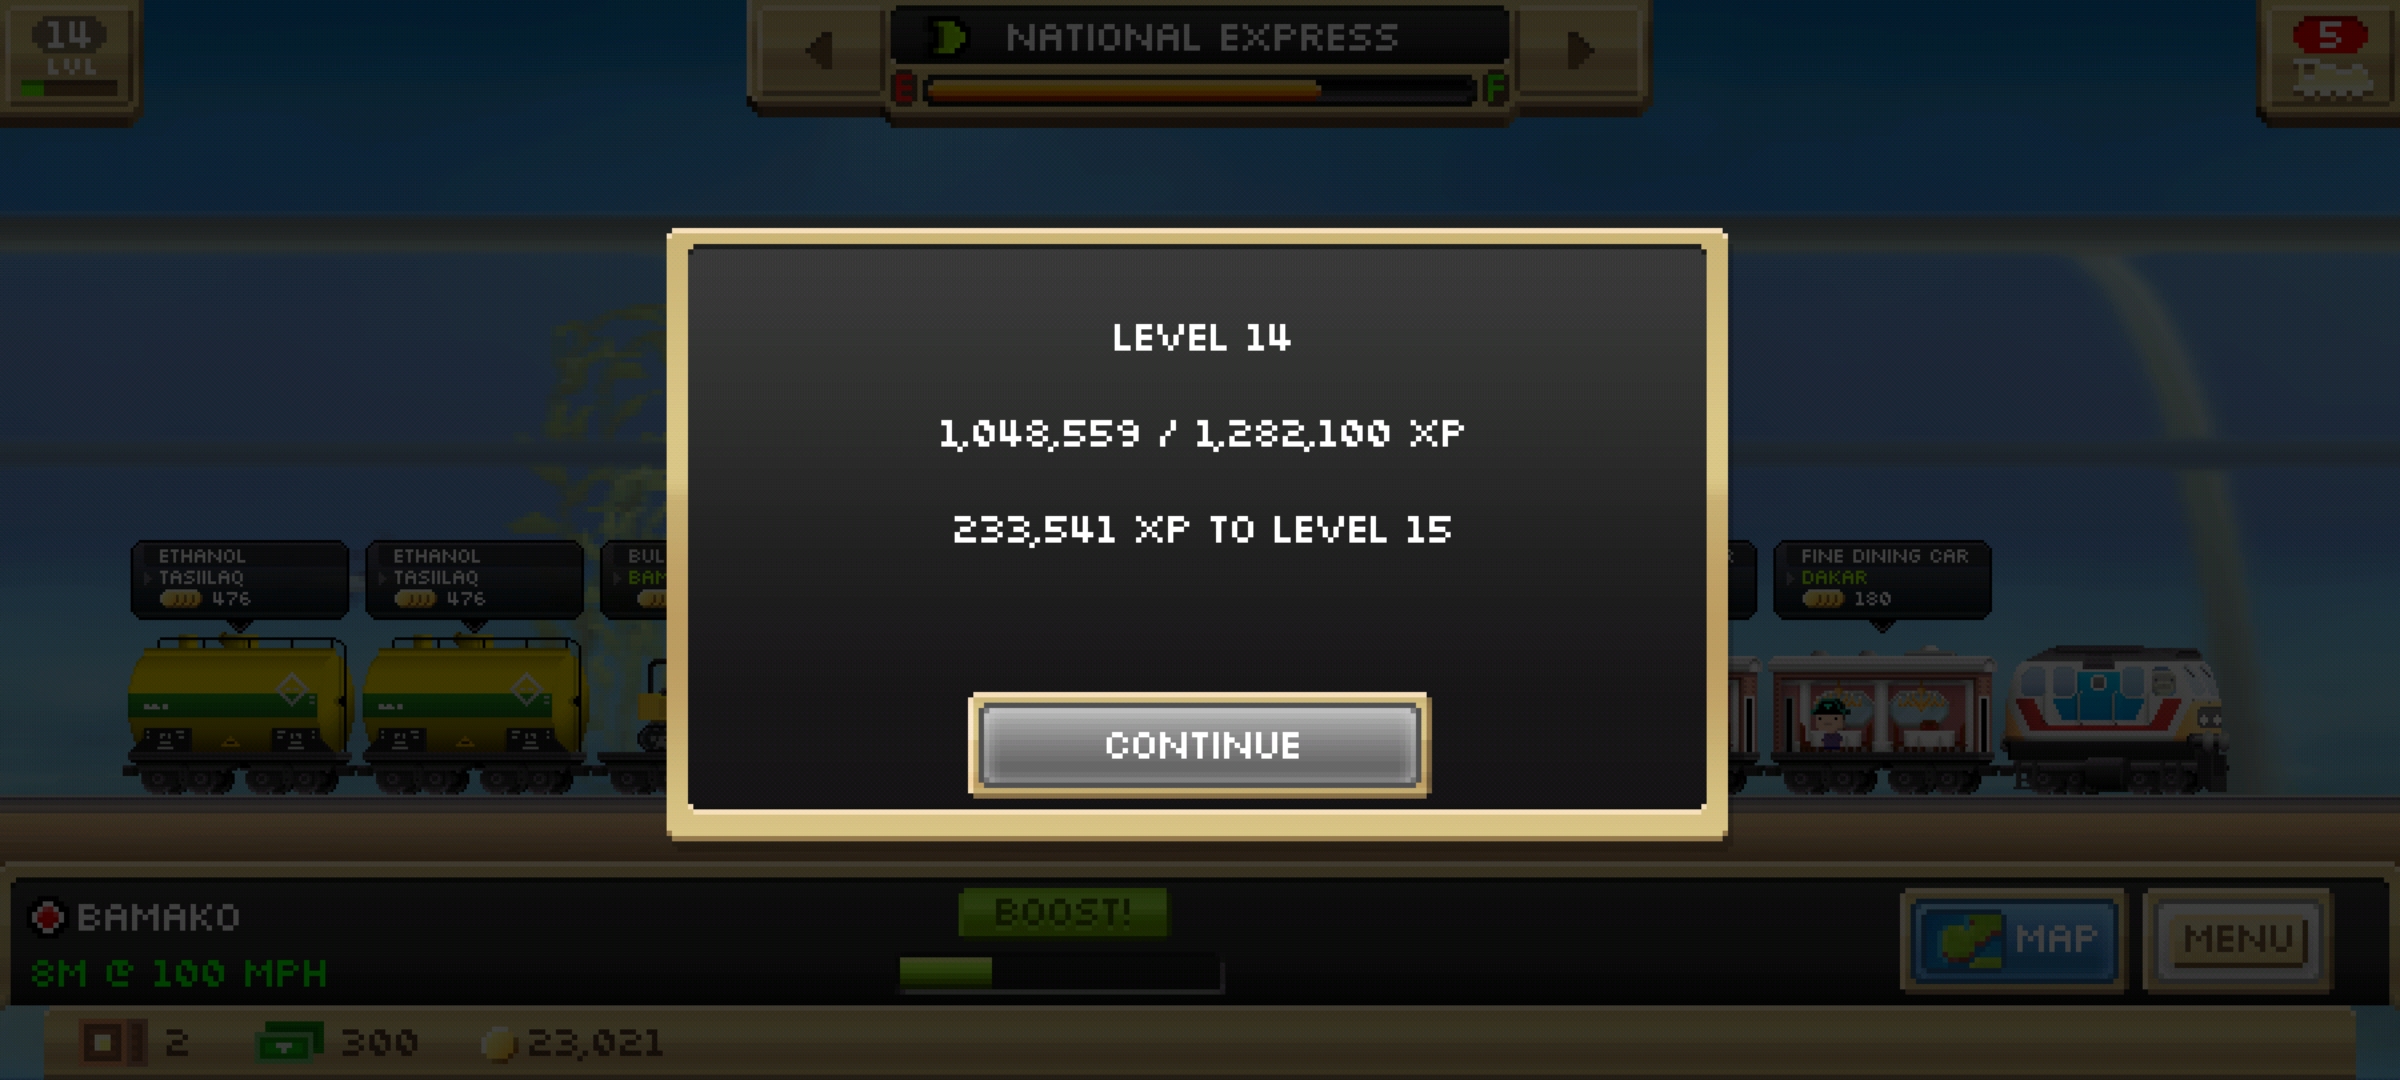 14
LVL
NATIONAL EXPRESS
E F
5
LEVEL 14
1,048,559 / 1,282,100 XP
233,541 XP TO LEVEL 15
CONTINUE
ETHANOL
TASIILAQ
476
ETHANOL
TASIILAQ
476
BUL
BAM
FINE DINING CAR
DAKAR
180
BAMAKO
8M @ 100 MPH
BOOST!
MAP
MENU
2
300
23,021